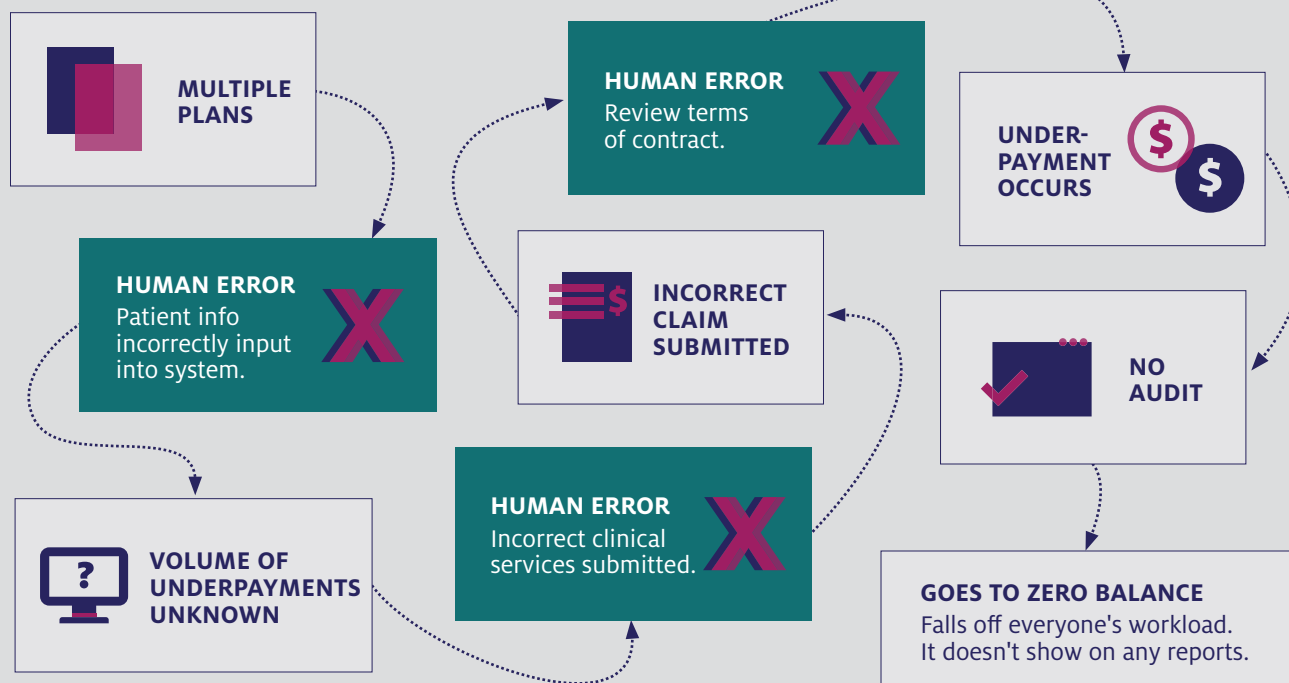 MULTIPLE
PLANS
HUMAN ERROR
Patient info
incorrectly input
into system.
X
?
VOLUME OF
UNDERPAYMENTS
UNKNOWN
HUMAN ERROR
Incorrect clinical
services submitted.
X
$
INCORRECT
CLAIM
SUBMITTED
HUMAN ERROR
Review terms
of contract.
X
UNDER-
PAYMENT
OCCURS
$
$
NO
AUDIT
GOES TO ZERO BALANCE
Falls off everyone's workload.
It doesn't show on any reports.